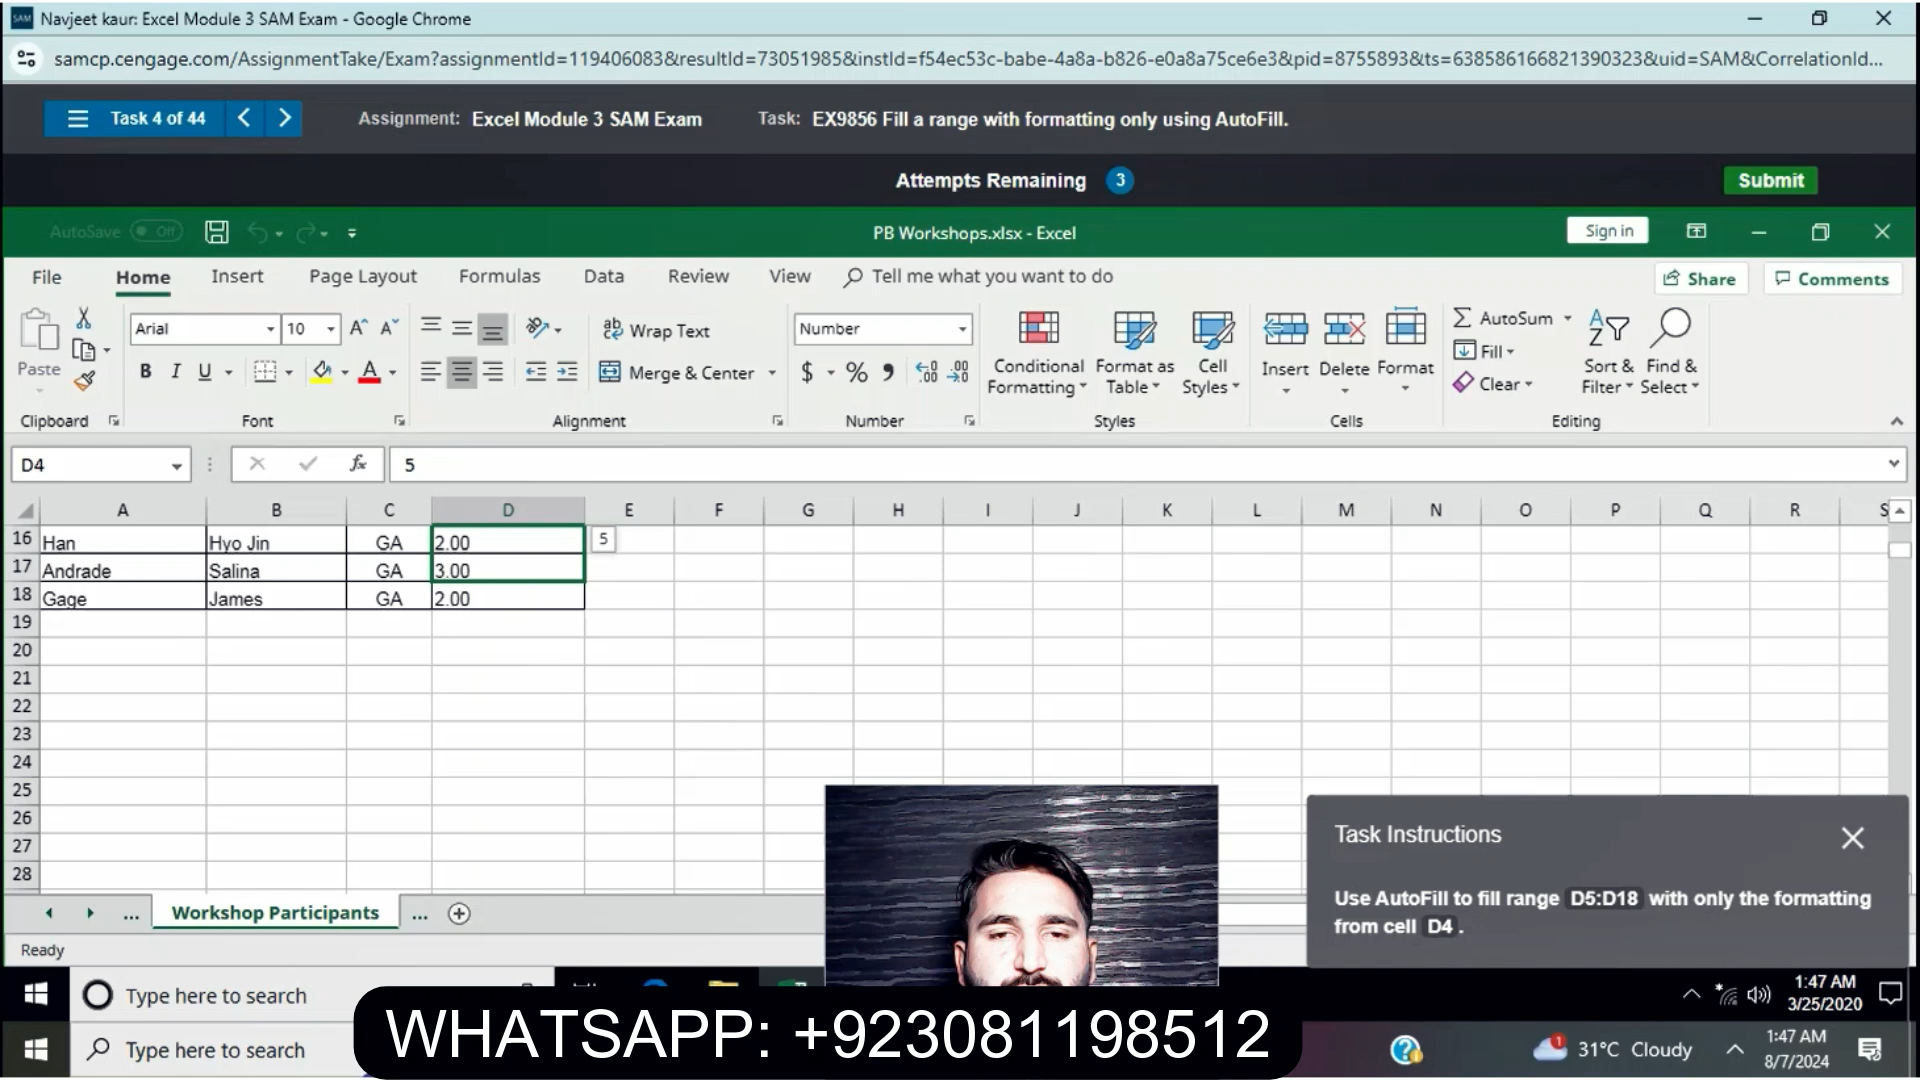 SAM Navjeet kaur: Excel Module 3 SAM Exam - Google Chrome
samcp.cengage.com/AssignmentTake/Exam?assignmentId=119406083&resultId=73051985&instId=f54ec53c-babe-4a8a-b826-e0a8a75ce6e3&pid=8755893&ts=638586166821390323&uid=SAM&CorrelationId...
Task 4 of 44 Assignment: Excel Module 3 SAM Exam Task: EX9856 Fill a range with formatting only using AutoFill.
Attempts Remaining 3 Submit
AutoSave Off PB Workshops.xlsx - Excel Sign in
File Home Insert Page Layout Formulas Data Review View Tell me what you want to do Share Comments
Paste Arial 10 Wrap Text Number Conditional Formatting Format as Table Cell Styles Insert Delete Format AutoSum Sort & Filter Find & Select
B I U Merge & Center $ % Fill
Clear
Clipboard Font Alignment Number Styles Cells Editing
D4 fx 5
A B C D E F G H I J K L M N O P Q R S
16 Han Hyo Jin GA 2.00 5
17 Andrade Salina GA 3.00
18 Gage James GA 2.00
19
20
21
22
23
24
25
26
27
28
... Workshop Participants ...
Ready
Task Instructions
Use AutoFill to fill range D5:D18 with only the formatting
from cell D4 .
Type here to search 1:47 AM
3/25/2020
Type here to search 1 31°C Cloudy 1:47 AM
8/7/2024
WHATSAPP: +923081198512